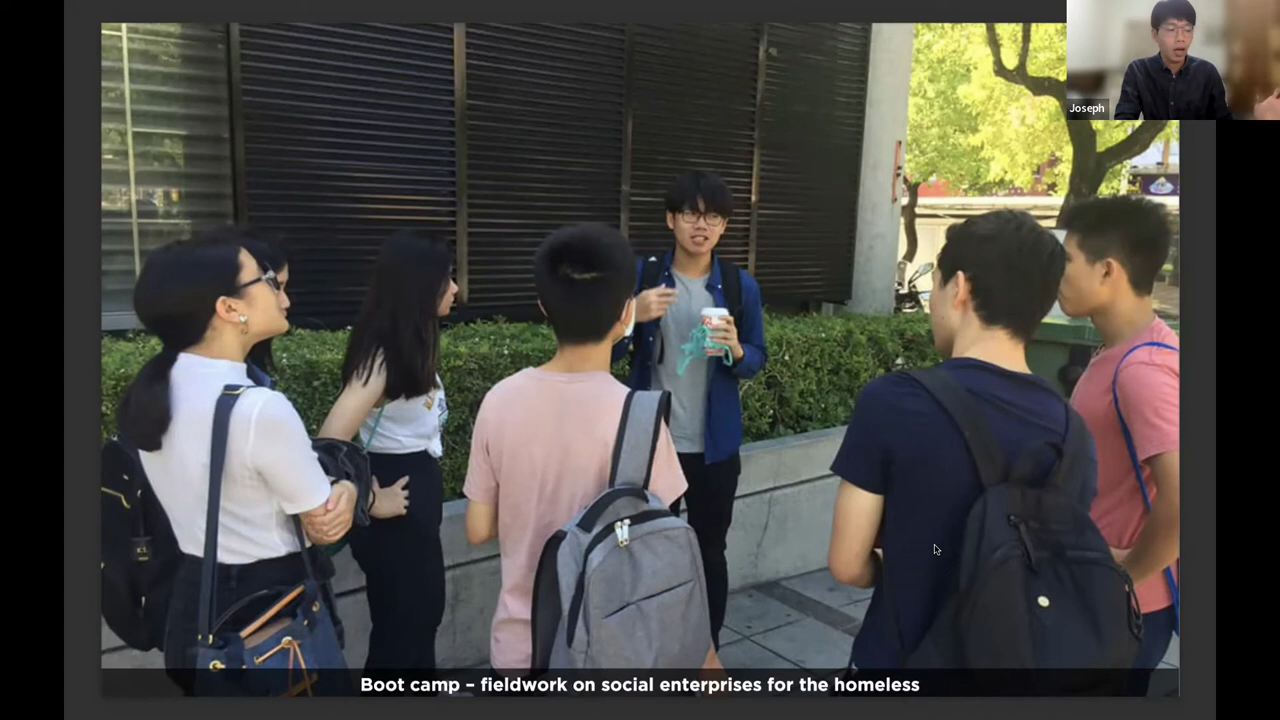 Joseph
Boot camp – fieldwork on social enterprises for the homeless